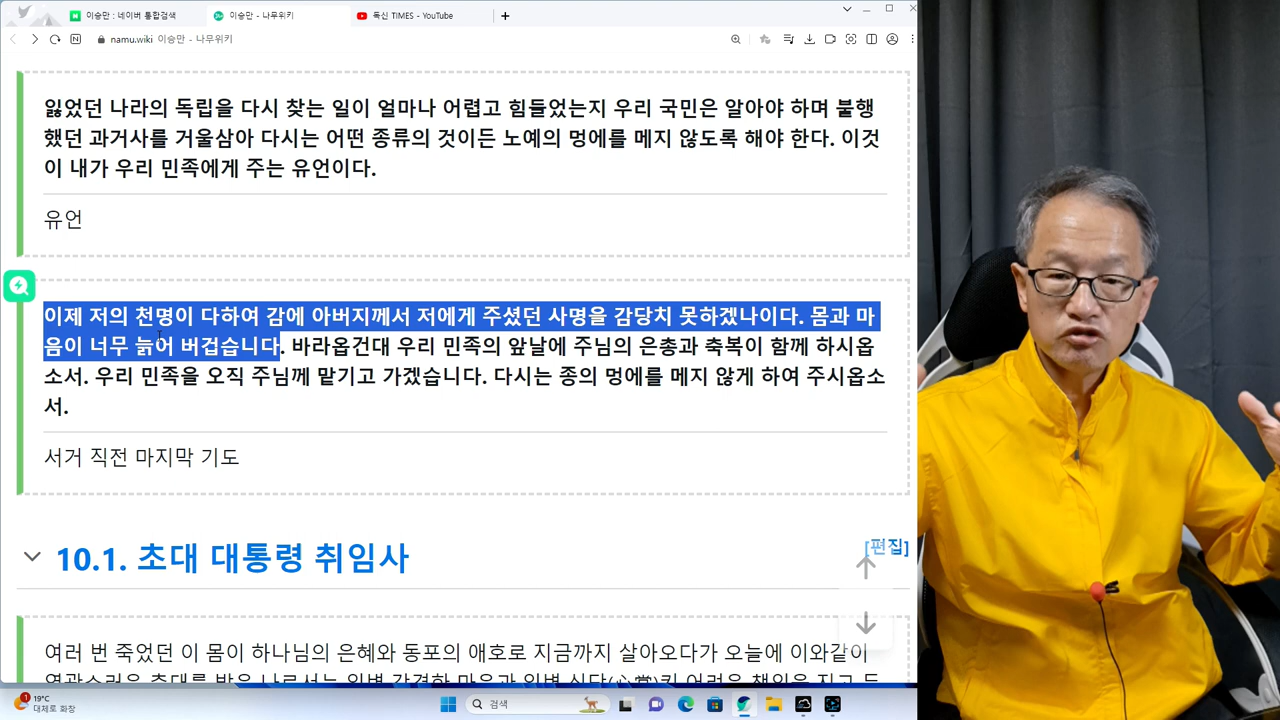 이승만 : 네이버 통합검색
이승만 - 나무위키
독신 TIMES - YouTube
namu.wiki 이승만 - 나무위키
잃었던 나라의 독립을 다시 찾는 일이 얼마나 어렵고 힘들었는지 우리 국민은 알아야 하며 불행
했던 과거사를 거울삼아 다시는 어떤 종류의 것이든 노예의 멍에를 메지 않도록 해야 한다. 이것
이 내가 우리 민족에게 주는 유언이다.
유언
이제 저의 천명이 다하여 감에 아버지께서 저에게 주셨던 사명을 감당치 못하겠나이다. 몸과 마
음이 너무 늙어 버겁습니다. 바라옵건대 우리 민족의 앞날에 주님의 은총과 축복이 함께 하시옵
소서. 우리 민족을 오직 주님께 맡기고 가겠습니다. 다시는 종의 멍에를 메지 않게 하여 주시옵소
서.
서거 직전 마지막 기도
10.1. 초대 대통령 취임사
[편집]
여러 번 죽었던 이 몸이 하나님의 은혜와 동포의 애호로 지금까지 살아오다가 오늘에 이와같이
1
19°C
대체로 화창
검색